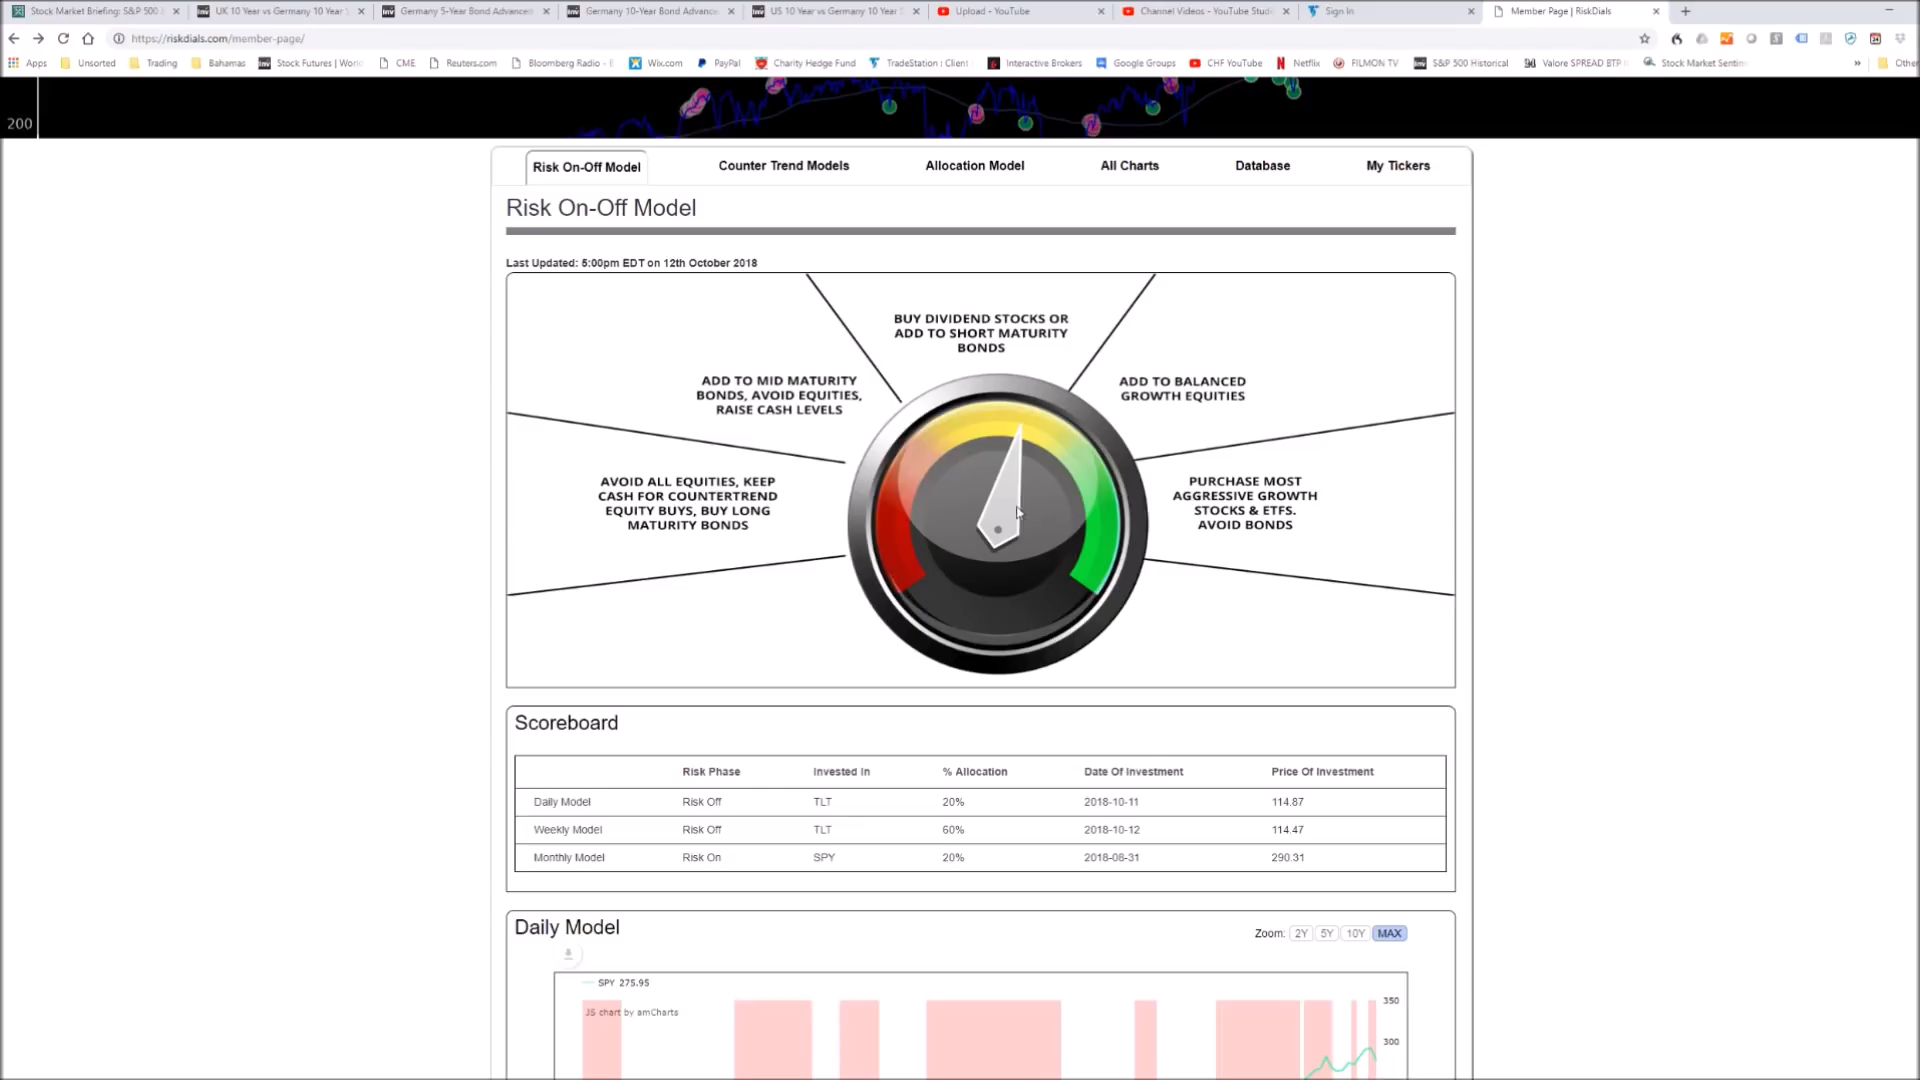 Stock Market Briefing: S&P 500
UK 10 Year vs Germany 10 Year
Germany 5-Year Bond Advanced
Germany 10-Year Bond Advance
US 10 Year vs Germany 10 Year
Upload - YouTube
Channel Videos - YouTube Studi
Sign In
Member Page | RiskDials
https://riskdials.com/member-page/
Apps
Unsorted
Trading
Bahamas
Stock Futures | Worl
CME
Reuters.com
Bloomberg Radio - B
Wix.com
PayPal
Charity Hedge Fund
TradeStation | Client
Interactive Brokers
Google Groups
CHF YouTube
Netflix
FILMON TV
S&P 500 Historical
Valore SPREAD BTP
Stock Market Sentim
»
Other
200
Risk On-Off Model
Counter Trend Models
Allocation Model
All Charts
Database
My Tickers
Risk On-Off Model
Last Updated: 5:00pm EDT on 12th October 2018
BUY DIVIDEND STOCKS OR
ADD TO SHORT MATURITY
BONDS
ADD TO MID MATURITY
BONDS, AVOID EQUITIES,
RAISE CASH LEVELS
ADD TO BALANCED
GROWTH EQUITIES
AVOID ALL EQUITIES, KEEP
CASH FOR COUNTERTREND
EQUITY BUYS, BUY LONG
MATURITY BONDS
PURCHASE MOST
AGGRESSIVE GROWTH
STOCKS & ETFS.
AVOID BONDS
Scoreboard
Risk Phase Invested In % Allocation Date Of Investment Price Of Investment
Daily Model Risk Off TLT 20% 2018-10-11 114.87
Weekly Model Risk Off TLT 60% 2018-10-12 114.47
Monthly Model Risk On SPY 20% 2018-08-31 290.31
Daily Model
Zoom: 2Y 5Y 10Y MAX
SPY 275.95
JS chart by amCharts
350
300